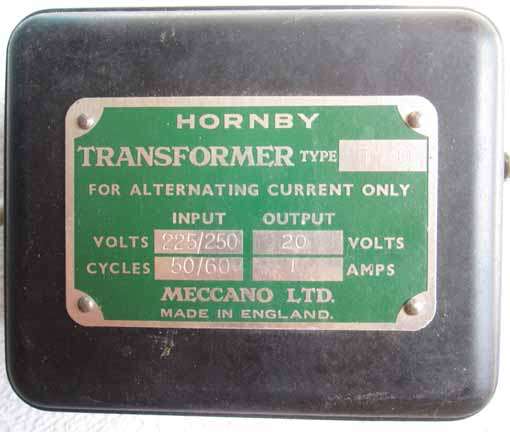 HORNBY
TRANSFORMER TYPE
FOR ALTERNATING CURRENT ONLY
INPUT OUTPUT
VOLTS 225/250 20 VOLTS
CYCLES 50/60 1 AMPS
MECCANO LTD.
MADE IN ENGLAND.